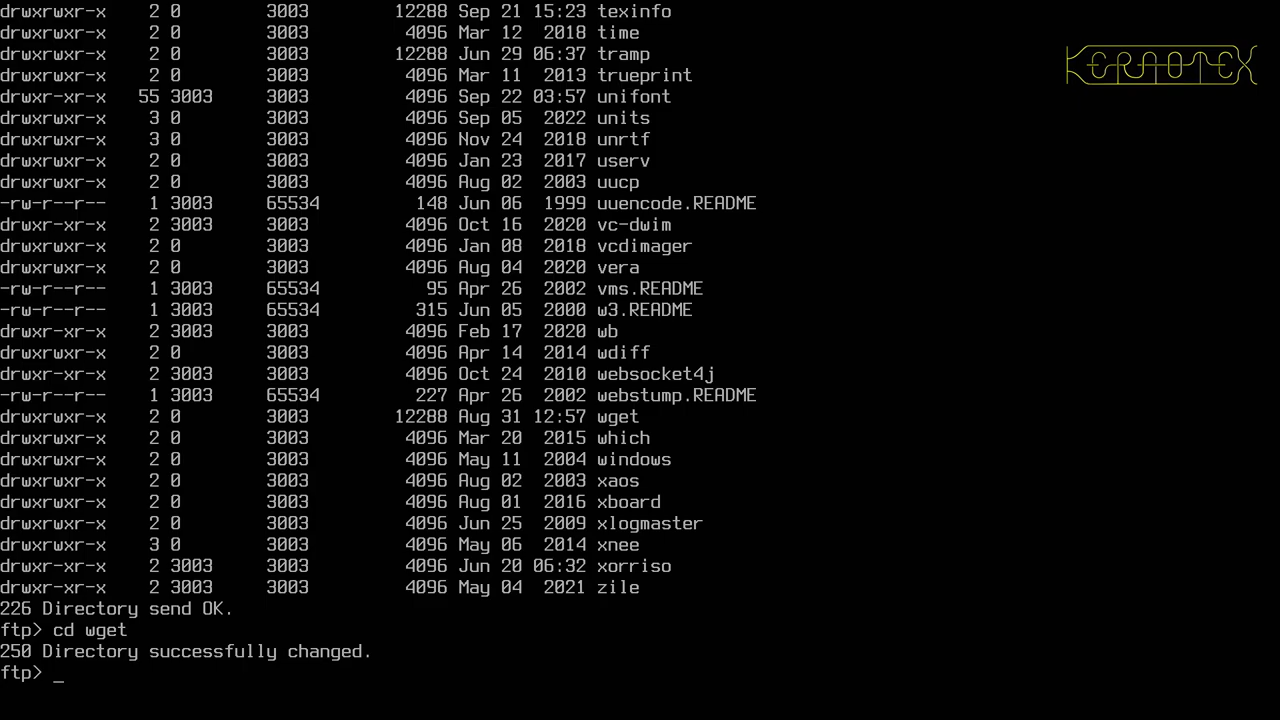 drwxrwxr-x    2 0        3003        12288 Sep 21 15:23 texinfo
drwxrwxr-x    2 0        3003         4096 Mar 12  2018 time
drwxrwxr-x    2 0        3003        12288 Jun 29 06:37 tramp
drwxrwxr-x    2 0        3003         4096 Mar 11  2013 trueprint
drwxr-xr-x   55 3003     3003         4096 Sep 22 03:57 unifont
drwxrwxr-x    3 0        3003         4096 Sep 05  2022 units
drwxrwxr-x    3 0        3003         4096 Nov 24  2018 unrtf
drwxrwxr-x    2 0        3003         4096 Jan 23  2017 userv
drwxrwxr-x    2 0        3003         4096 Aug 02  2003 uucp
-rw-r--r--    1 3003     65534         148 Jun 06  1999 uuencode.README
drwxrwxr-x    2 3003     3003         4096 Oct 16  2020 vc-dwim
drwxrwxr-x    2 0        3003         4096 Jan 08  2018 vcdimager
drwxrwxr-x    2 0        3003         4096 Aug 04  2020 vera
-rw-r--r--    1 3003     65534          95 Apr 26  2002 vms.README
-rw-r--r--    1 3003     65534         315 Jun 05  2000 w3.README
drwxr-xr-x    2 3003     3003         4096 Feb 17  2020 wb
drwxrwxr-x    2 0        3003         4096 Apr 14  2014 wdiff
drwxr-xr-x    2 3003     3003         4096 Oct 24  2010 websocket4j
-rw-r--r--    1 3003     65534         227 Apr 26  2002 webstump.README
drwxrwxr-x    2 0        3003        12288 Aug 31 12:57 wget
drwxrwxr-x    2 0        3003         4096 Mar 20  2015 which
drwxrwxr-x    2 0        3003         4096 May 11  2004 windows
drwxrwxr-x    2 0        3003         4096 Aug 02  2003 xaos
drwxrwxr-x    2 0        3003         4096 Aug 01  2016 xboard
drwxrwxr-x    2 0        3003         4096 Jun 25  2009 xlogmaster
drwxrwxr-x    3 0        3003         4096 May 06  2014 xnee
drwxr-xr-x    2 3003     3003         4096 Jun 20 06:32 xorriso
drwxr-xr-x    2 3003     3003         4096 May 04  2021 zile
226 Directory send OK.
ftp> cd wget
250 Directory successfully changed.
ftp> _